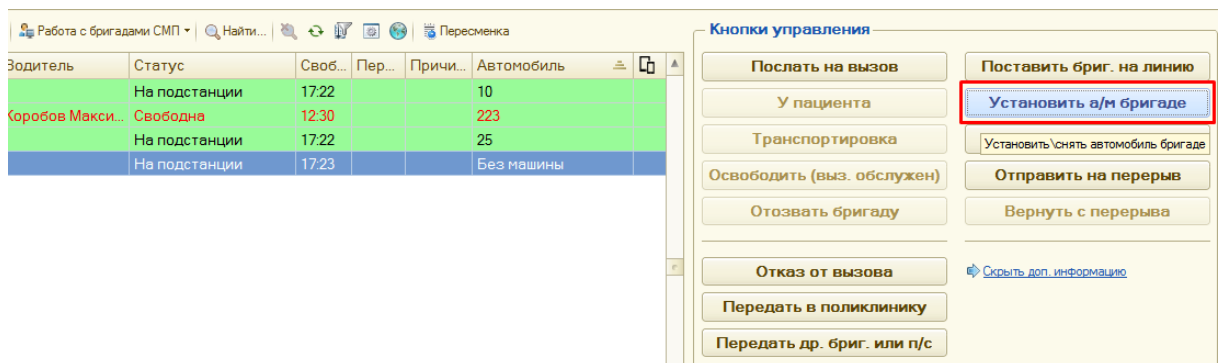 Работа с бригадами СМП Найти... Пересменка
Водитель Статус Своб... Пер... Причи... Автомобиль
На подстанции 17:22 10
Коробов Макси... Свободна 12:30 223
На подстанции 17:22 25
На подстанции 17:23 Без машины
Кнопки управления
Послать на вызов Поставить бриг. на линию
У пациента Установить а/м бригаде
Транспортировка Установить\снять автомобиль бригаде
Освободить (выз. обслужен) Отправить на перерыв
Отозвать бригаду Вернуть с перерыва
Отказ от вызова Скрыть доп. информацию
Передать в поликлинику
Передать др. бриг. или п/с